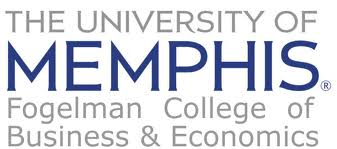 THE UNIVERSITY OF
MEMPHIS®
Fogelman College of
Business & Economics